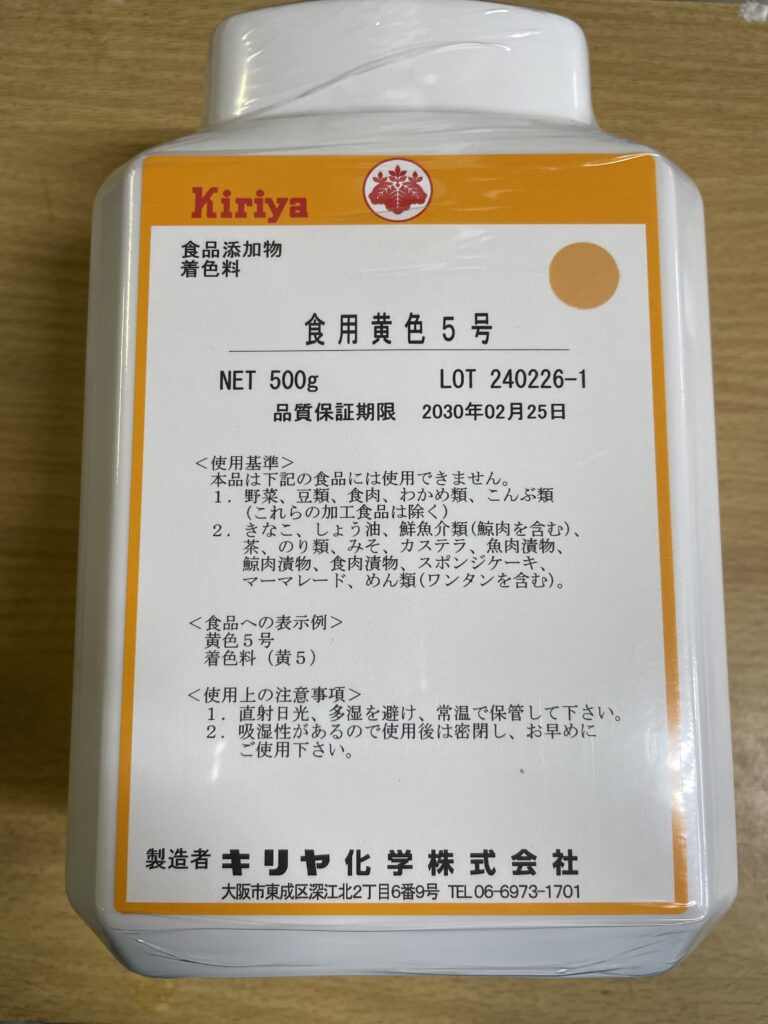 Kiriya
食品添加物
着色料
食用黄色5号
NET 500g LOT 240226-1
品質保証期限 2030年02月25日
＜使用基準＞
本品は下記の食品には使用できません。
１．野菜、豆類、食肉、わかめ類、こんぶ類
(これらの加工食品は除く)
２．きなこ、しょう油、鮮魚介類(鯨肉を含む)、
茶、のり類、みそ、カステラ、魚肉漬物、
鯨肉漬物、食肉漬物、スポンジケーキ、
マーマレード、めん類(ワンタンを含む)。
＜食品への表示例＞
黄色５号
着色料（黄５）
＜使用上の注意事項＞
１．直射日光、多湿を避け、常温で保管して下さい。
２．吸湿性があるので使用後は密閉し、お早めに
ご使用下さい。
製造者 キリヤ化学株式会社
大阪市東成区深江北2丁目6番9号 TEL 06-6973-1701